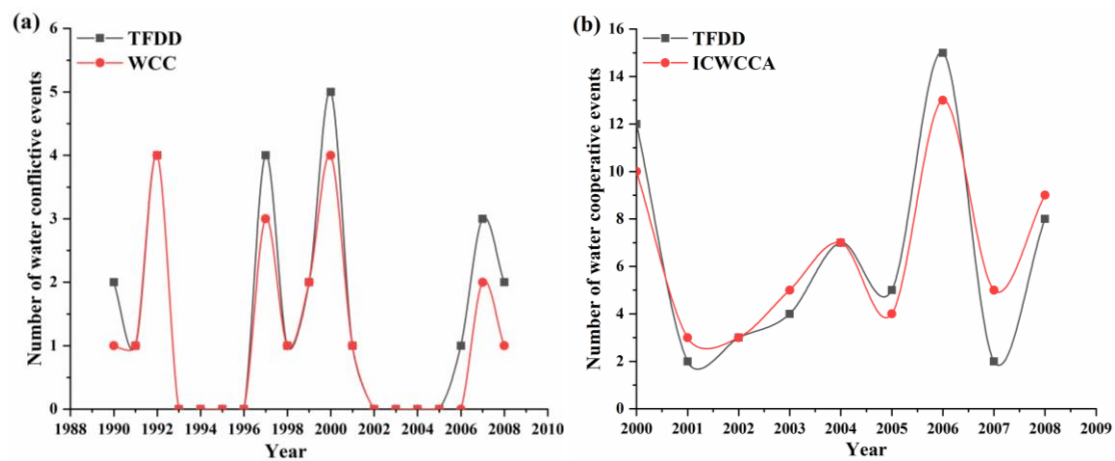 (a)
TFDD
WCC
Number of water conflictive events
6
5
4
3
2
1
0
1988 1990 1992 1994 1996 1998 2000 2002 2004 2006 2008 2010
Year
(b)
TFDD
ICWCCA
Number of water cooperative events
16
14
12
10
8
6
4
2
0
2000 2001 2002 2003 2004 2005 2006 2007 2008 2009
Year